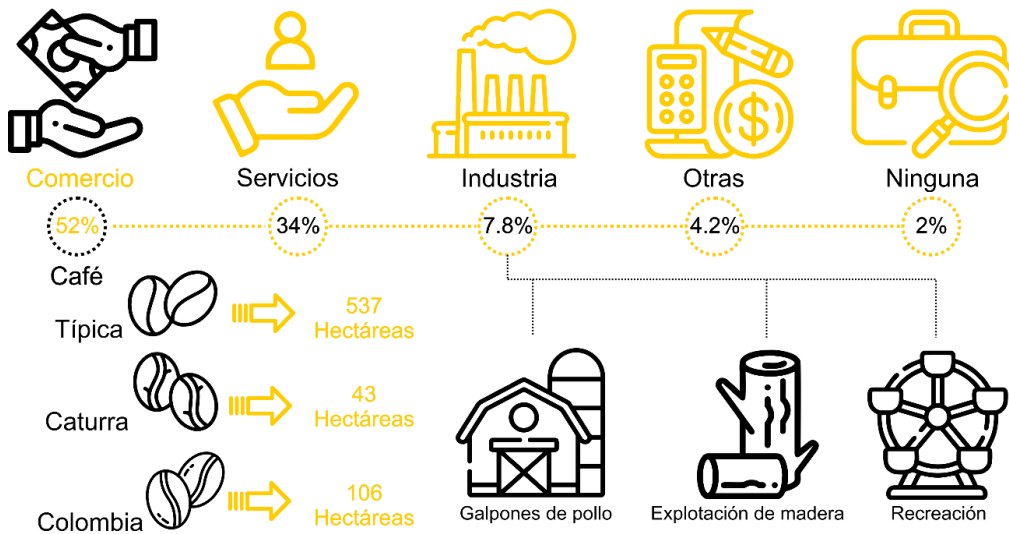 Comercio
Servicios
Industria
Otras
Ninguna
52%
34%
7.8%
4.2%
2%
Café
Típica
537
Hectáreas
Caturra
43
Hectáreas
Colombia
106
Hectáreas
Galpones de pollo
Explotación de madera
Recreación
$